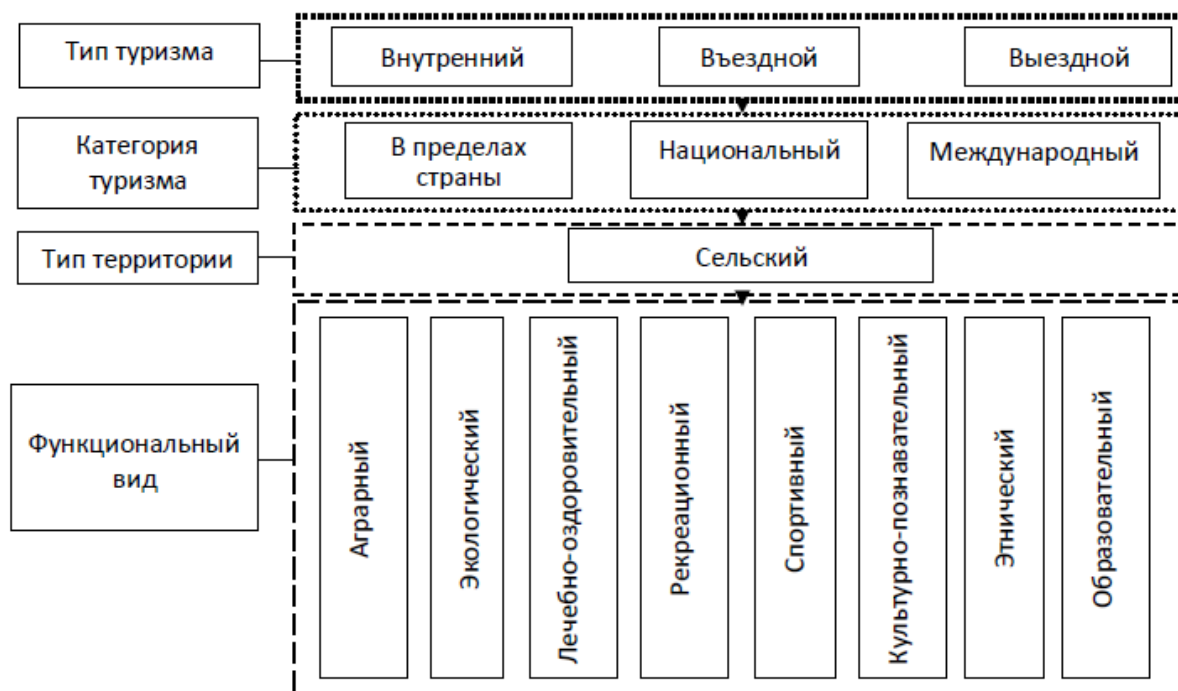 Тип туризма
Внутренний
Въездной
Выездной
Категория
туризма
В пределах
страны
Национальный
Международный
Тип территории
Сельский
Функциональный
вид
Аграрный
Экологический
Лечебно-оздоровительный
Рекреационный
Спортивный
Культурно-познавательный
Этнический
Образовательный